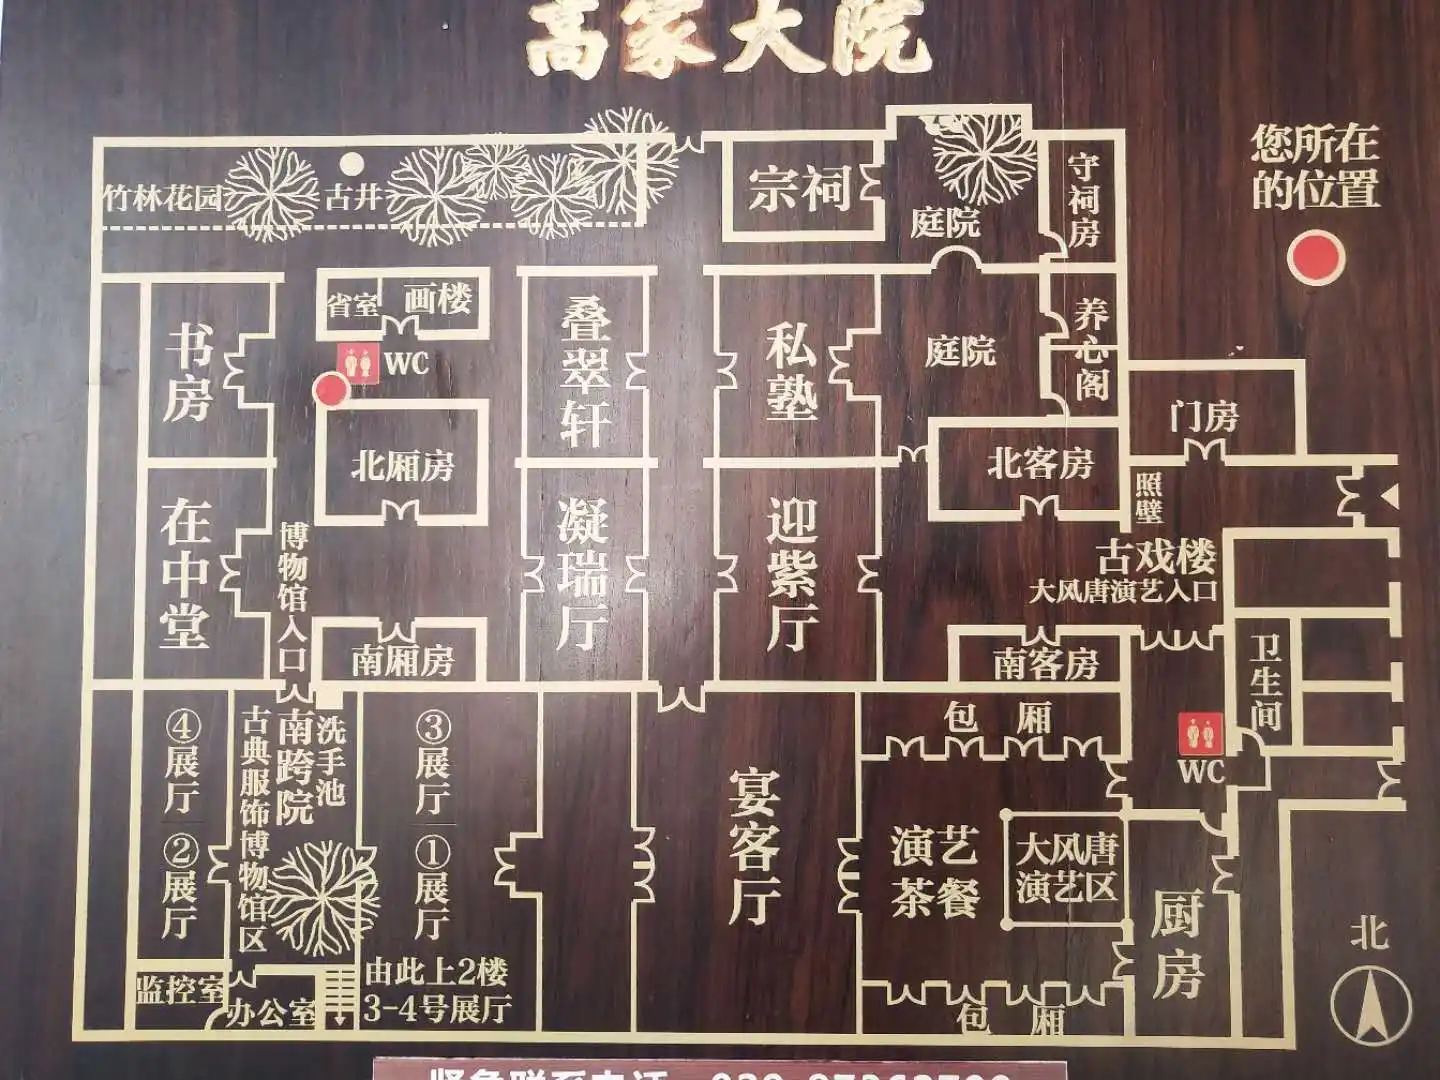 高家大院
您所在
的位置
竹林花园
古井
宗祠
庭院
守祠房
书房
省室
画楼
WC
叠翠轩
私塾
庭院
养心阁
门房
北厢房
北客房
照壁
在中堂
博物馆入口
凝瑞厅
迎紫厅
古戏楼
大风唐演艺入口
南厢房
南客房
卫生间
④展厅
②展厅
古典服饰博物馆区
南跨院
洗手池
③展厅
①展厅
包厢
WC
宴客厅
演艺
茶餐
大风唐
演艺区
厨房
北
监控室
办公室
由此上2楼
3-4号展厅
包厢